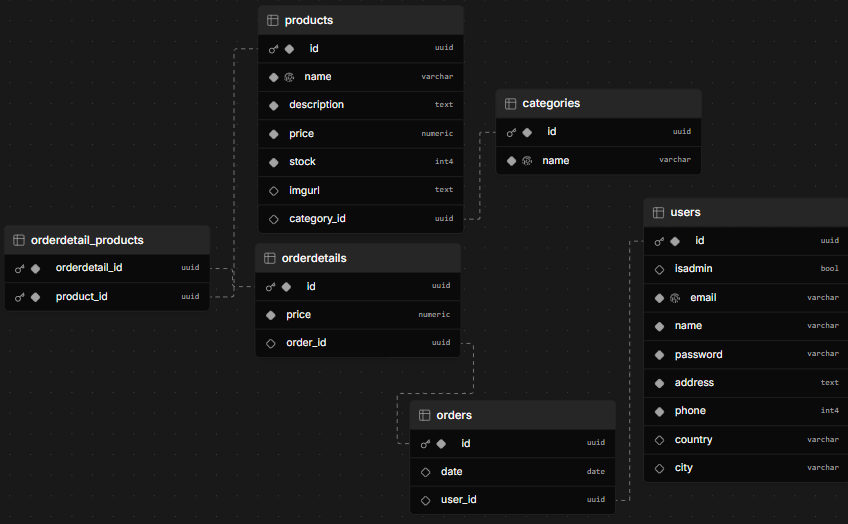 products
id uuid
name varchar
description text
price numeric
stock int4
imgurl text
category_id uuid
categories
id uuid
name varchar
users
id uuid
isadmin bool
email varchar
name varchar
password varchar
address text
phone int4
country varchar
city varchar
orderdetail_products
orderdetail_id uuid
product_id uuid
orderdetails
id uuid
price numeric
order_id uuid
orders
id uuid
date date
user_id uuid